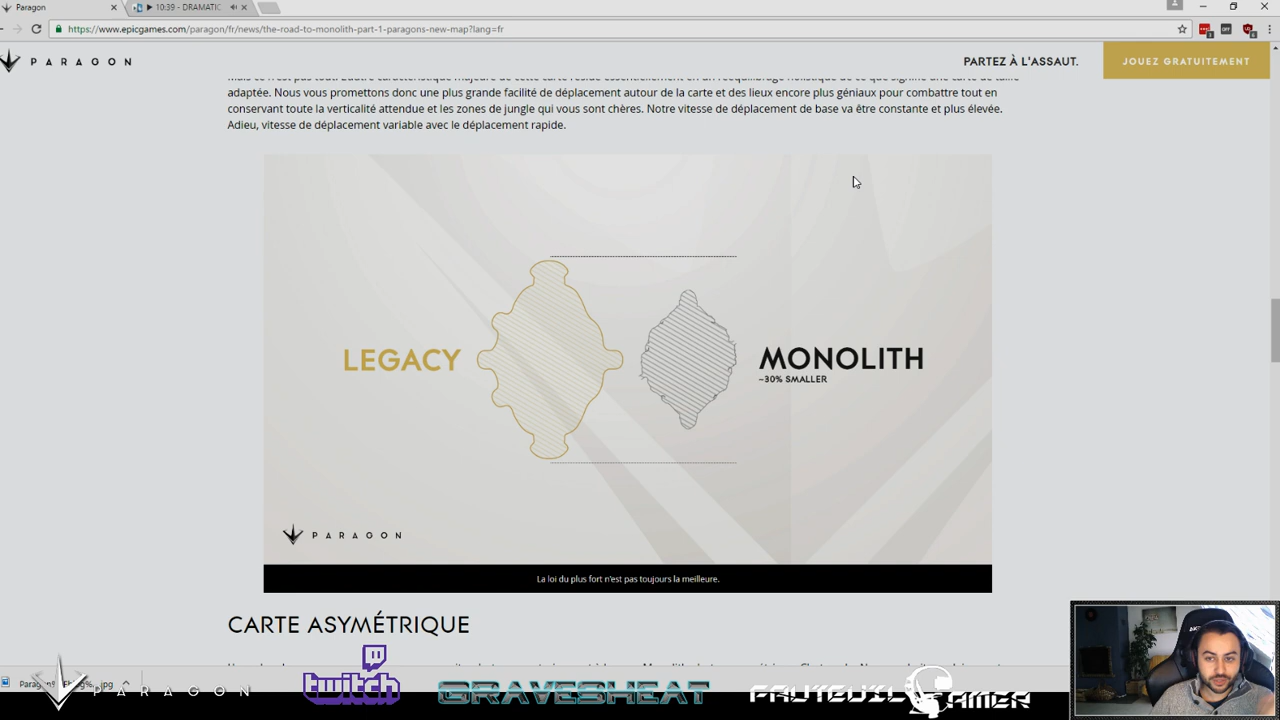 Paragon
10:39 - DRAMATIC
https://www.epicgames.com/paragon/fr/news/the-road-to-monolith-part-1-paragons-new-map?lang=fr
PARAGON
PARTEZ À L'ASSAUT.
JOUEZ GRATUITEMENT
adaptée. Nous vous promettons donc une plus grande facilité de déplacement autour de la carte et des lieux encore plus géniaux pour combattre tout en
conservant toute la verticalité attendue et les zones de jungle qui vous sont chères. Notre vitesse de déplacement de base va être constante et plus élevée.
Adieu, vitesse de déplacement variable avec le déplacement rapide.
LEGACY
MONOLITH
~30% SMALLER
PARAGON
La loi du plus fort n'est pas toujours la meilleure.
CARTE ASYMÉTRIQUE
PARAGON
twitch
GRAVESHEAT
FAUTEUIL GAMER